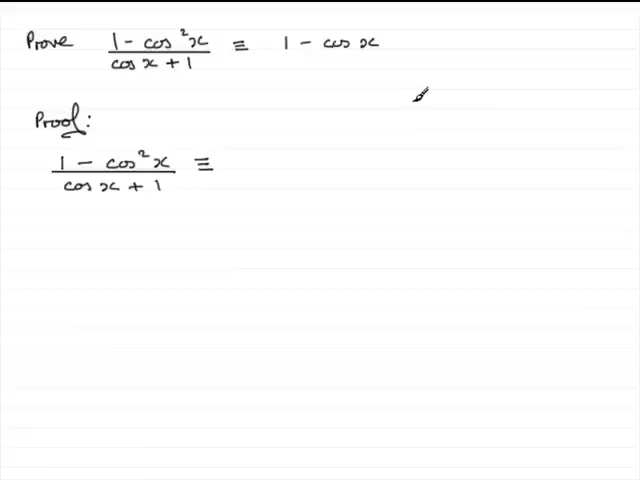 Prove (1 - cos²x)/(cos x + 1) ≡ 1 - cos x
Proof:
(1 - cos²x)/(cos x + 1) ≡